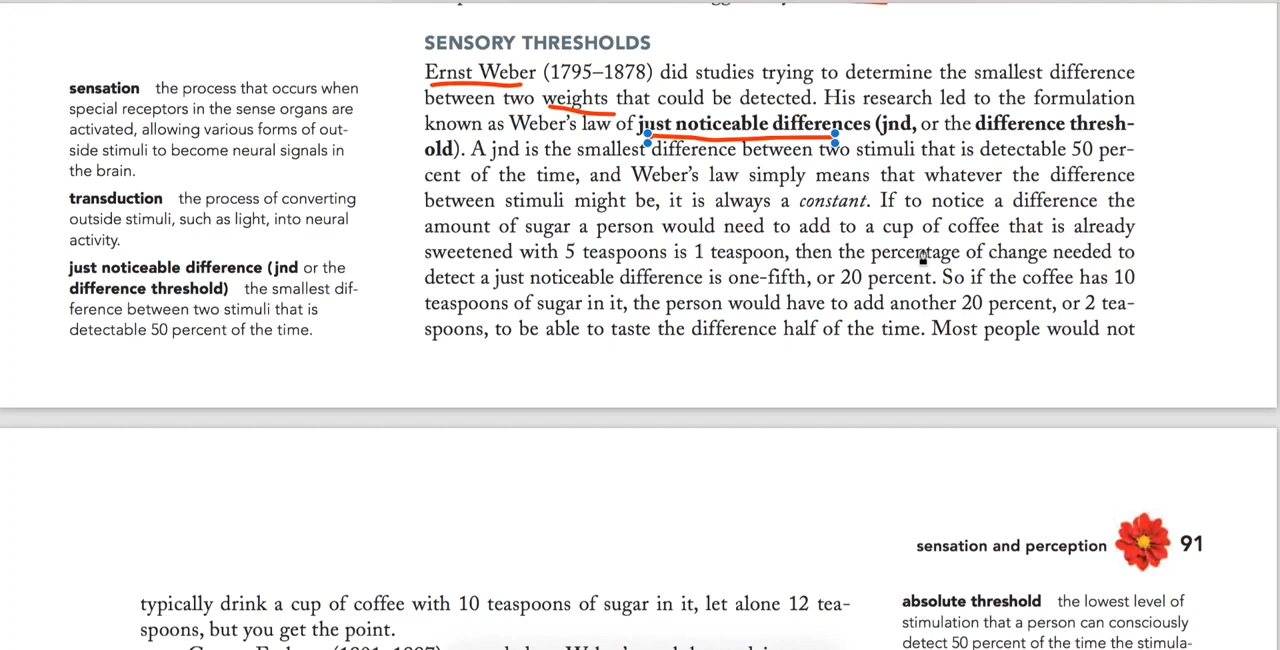 SENSORY THRESHOLDS
Ernst Weber (1795–1878) did studies trying to determine the smallest difference
between two weights that could be detected. His research led to the formulation
known as Weber's law of just noticeable differences (jnd, or the difference thresh-
old). A jnd is the smallest difference between two stimuli that is detectable 50 per-
cent of the time, and Weber's law simply means that whatever the difference
between stimuli might be, it is always a constant. If to notice a difference the
amount of sugar a person would need to add to a cup of coffee that is already
sweetened with 5 teaspoons is 1 teaspoon, then the percentage of change needed to
detect a just noticeable difference is one-fifth, or 20 percent. So if the coffee has 10
teaspoons of sugar in it, the person would have to add another 20 percent, or 2 tea-
spoons, to be able to taste the difference half of the time. Most people would not
sensation the process that occurs when
special receptors in the sense organs are
activated, allowing various forms of out-
side stimuli to become neural signals in
the brain.
transduction the process of converting
outside stimuli, such as light, into neural
activity.
just noticeable difference (jnd or the
difference threshold) the smallest dif-
ference between two stimuli that is
detectable 50 percent of the time.
sensation and perception 91
typically drink a cup of coffee with 10 teaspoons of sugar in it, let alone 12 tea-
spoons, but you get the point.
absolute threshold the lowest level of
stimulation that a person can consciously
detect 50 percent of the time the stimula-